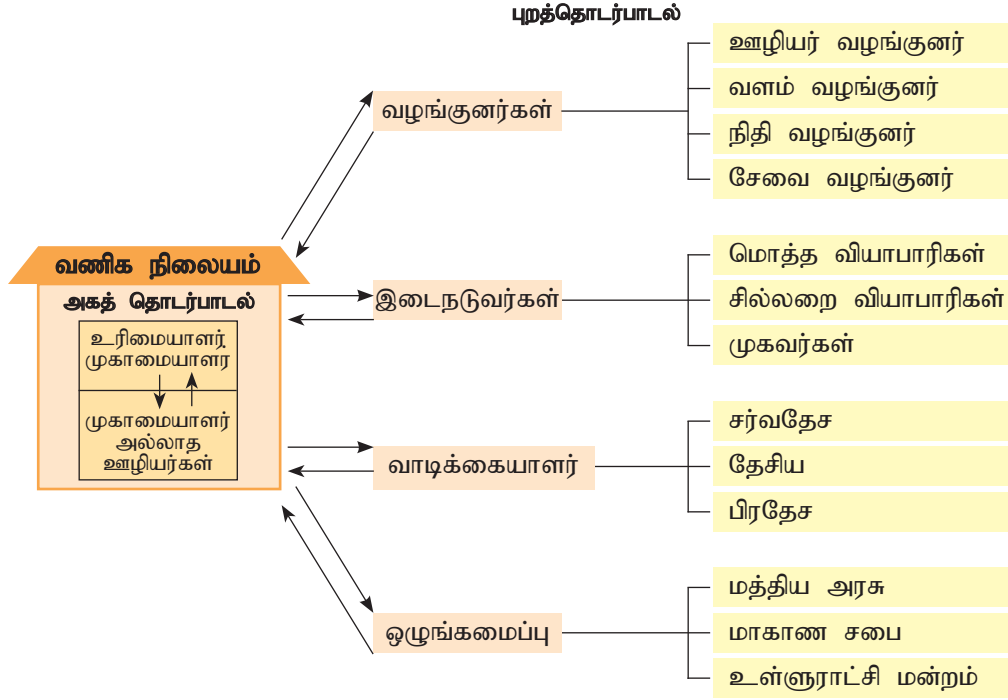 புறத்தொடர்பாடல்
வழங்குனர்கள்
ஊழியர் வழங்குனர்
வளம் வழங்குனர்
நிதி வழங்குனர்
சேவை வழங்குனர்
வணிக நிலையம்
அகத் தொடர்பாடல்
உரிமையாளர்,
முகாமையாளர
முகாமையாளர்
அல்லாத
ஊழியர்கள்
இடைநடுவர்கள்
மொத்த வியாபாரிகள்
சில்லறை வியாபாரிகள்
முகவர்கள்
வாடிக்கையாளர்
சர்வதேச
தேசிய
பிரதேச
ஒழுங்கமைப்பு
மத்திய அரசு
மாகாண சபை
உள்ளுராட்சி மன்றம்